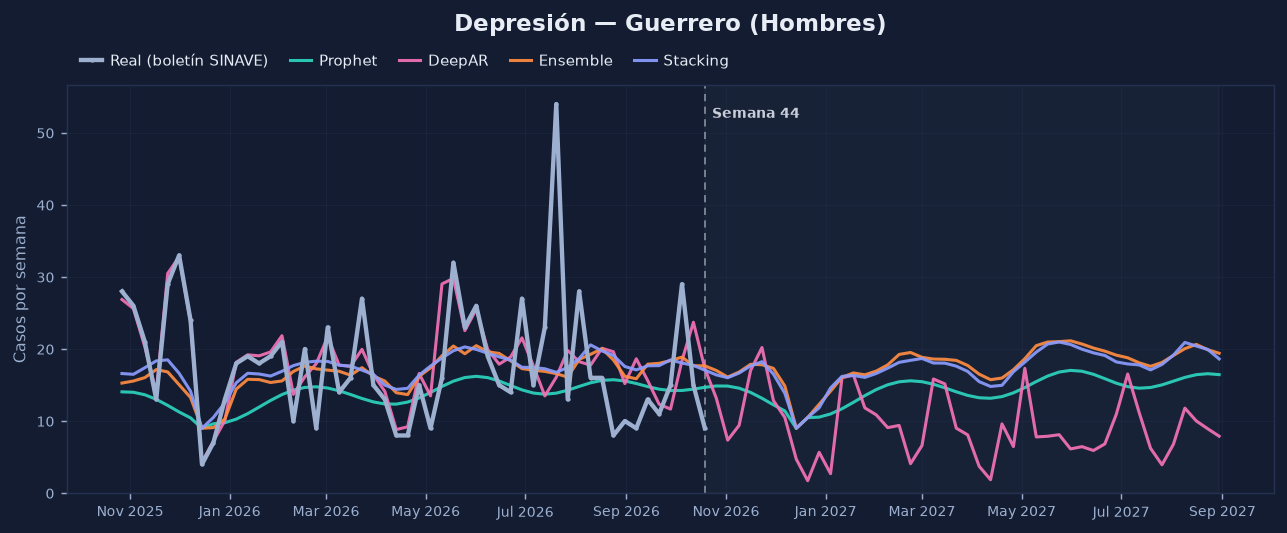 Depresión — Guerrero (Hombres)
Real (boletín SINAVE) Prophet DeepAR Ensemble Stacking
Semana 44
Casos por semana
50
40
30
20
10
0
Nov 2025 Jan 2026 Mar 2026 May 2026 Jul 2026 Sep 2026 Nov 2026 Jan 2027 Mar 2027 May 2027 Jul 2027 Sep 2027